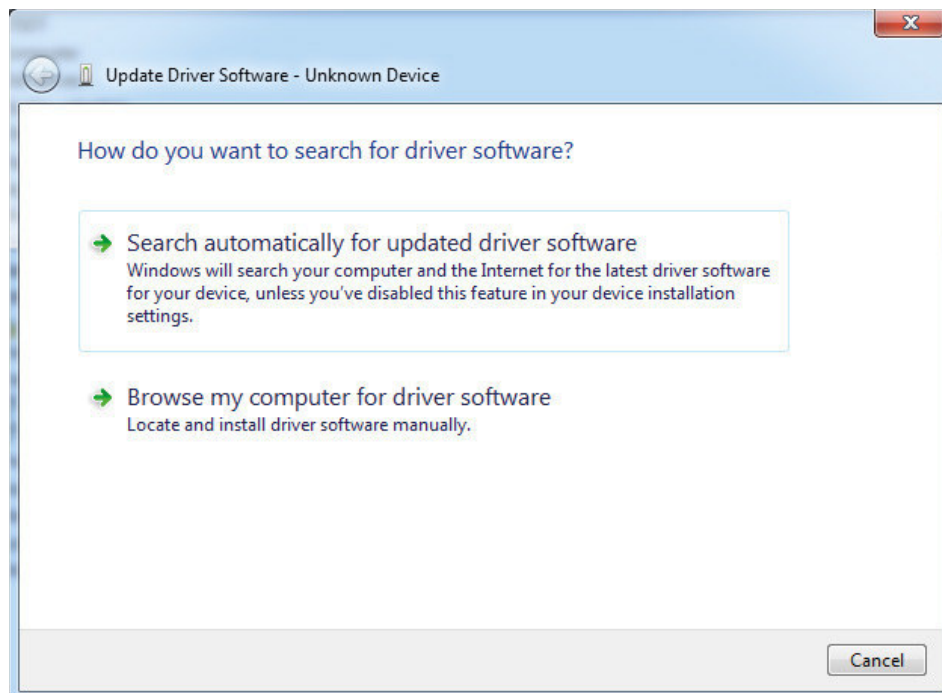 Update Driver Software - Unknown Device
How do you want to search for driver software?
Search automatically for updated driver software
Windows will search your computer and the Internet for the latest driver software
for your device, unless you've disabled this feature in your device installation
settings.
Browse my computer for driver software
Locate and install driver software manually.
Cancel